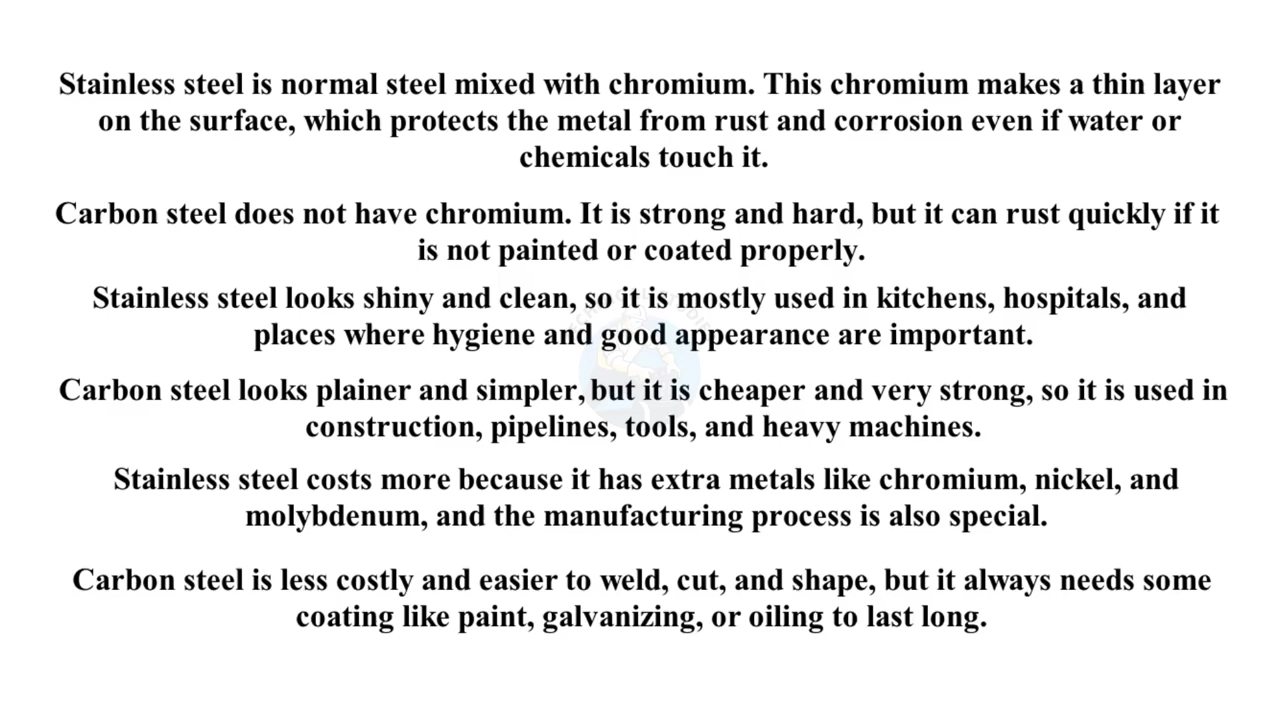 Stainless steel is normal steel mixed with chromium. This chromium makes a thin layer
on the surface, which protects the metal from rust and corrosion even if water or
chemicals touch it.
Carbon steel does not have chromium. It is strong and hard, but it can rust quickly if it
is not painted or coated properly.
Stainless steel looks shiny and clean, so it is mostly used in kitchens, hospitals, and
places where hygiene and good appearance are important.
Carbon steel looks plainer and simpler, but it is cheaper and very strong, so it is used in
construction, pipelines, tools, and heavy machines.
Stainless steel costs more because it has extra metals like chromium, nickel, and
molybdenum, and the manufacturing process is also special.
Carbon steel is less costly and easier to weld, cut, and shape, but it always needs some
coating like paint, galvanizing, or oiling to last long.